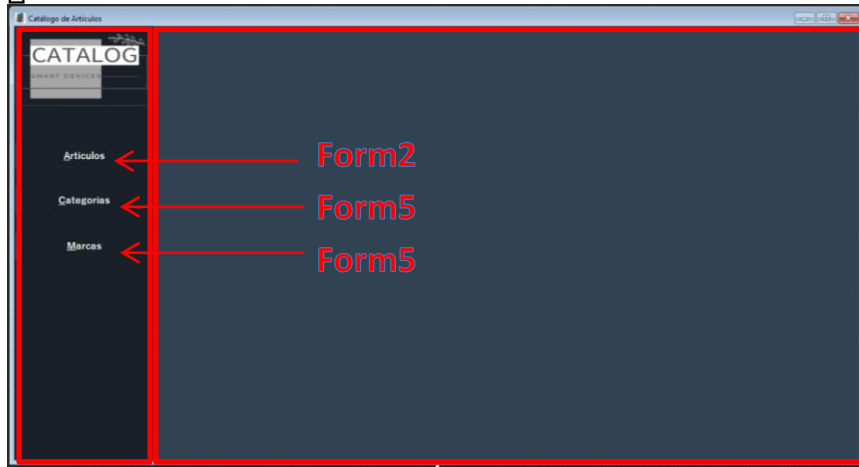 Catálogo de Artículos
CATALOG
SMART DEVICES
Articulos
Form2
Categorias
Form5
Marcas
Form5